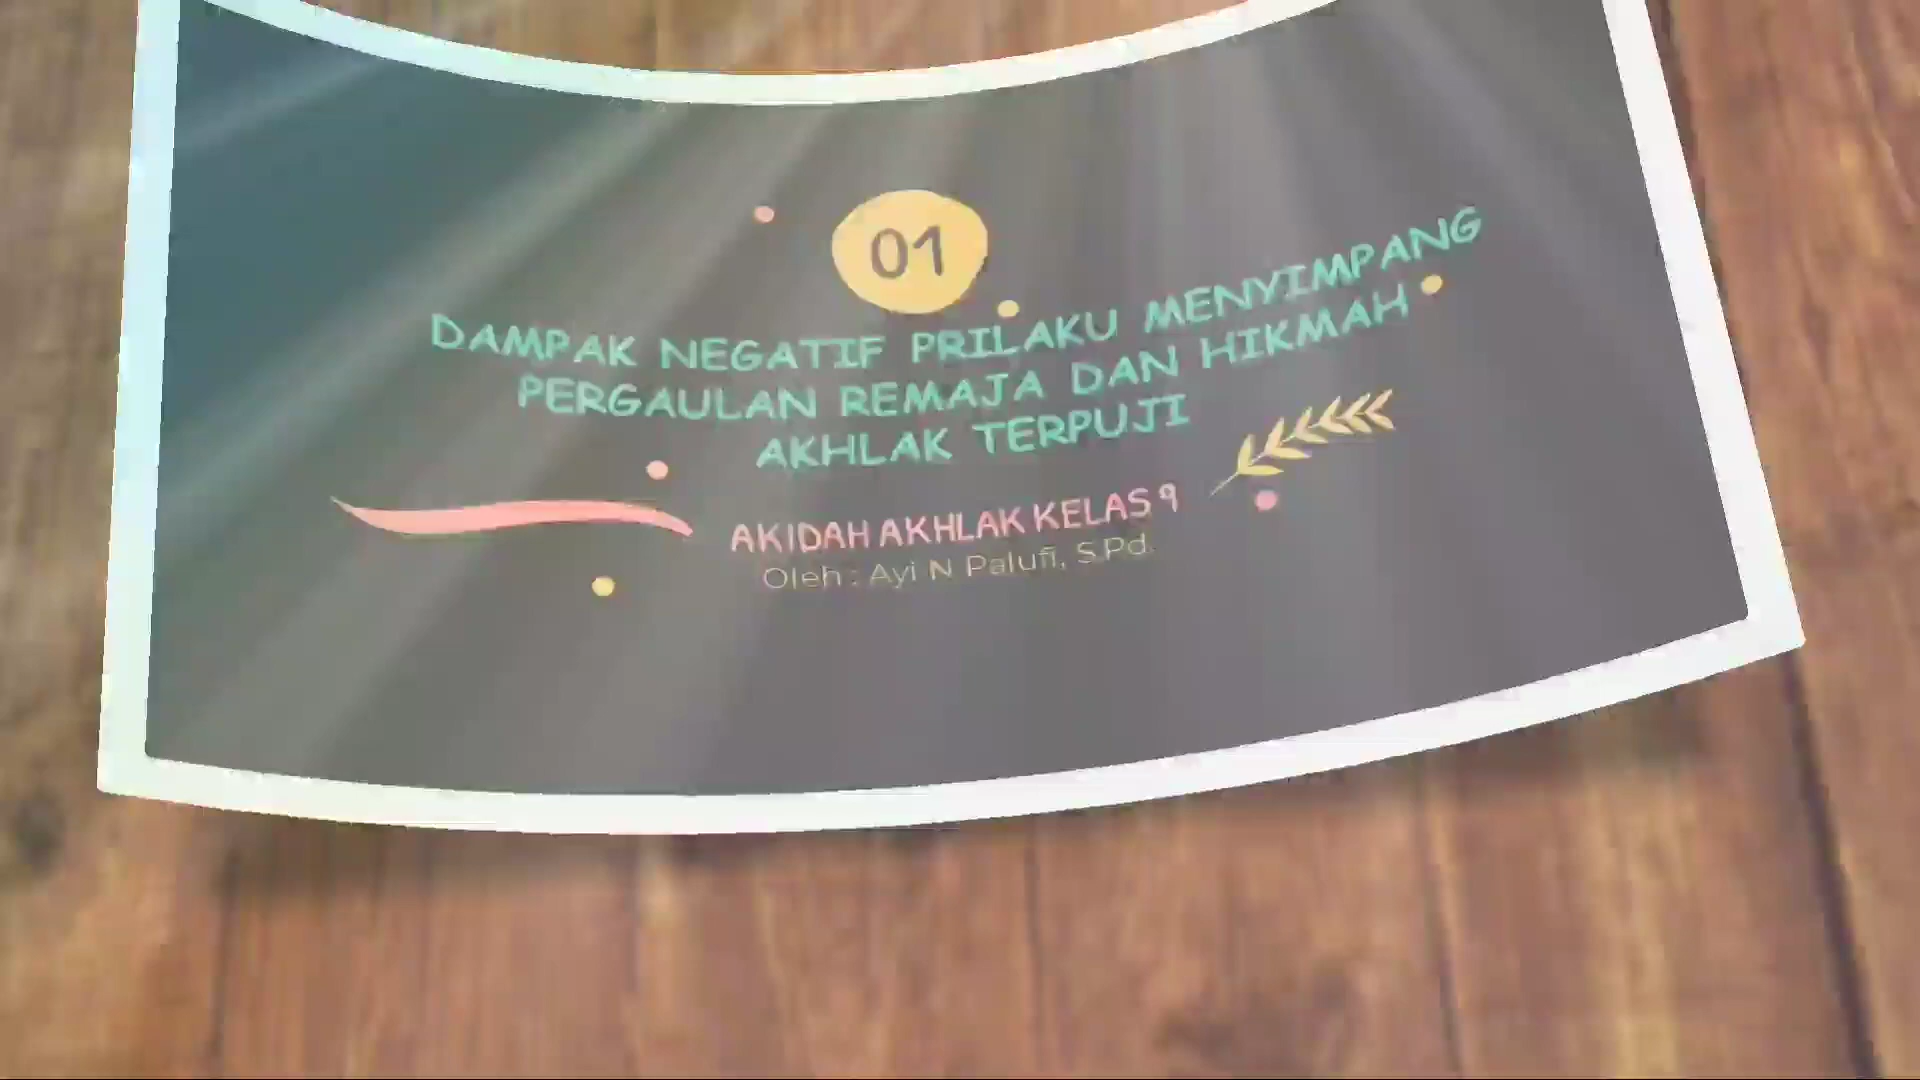 01
DAMPAK NEGATIF PRILAKU MENYIMPANG
PERGAULAN REMAJA DAN HIKMAH
AKHLAK TERPUJI
AKIDAH AKHLAK KELAS 9
Oleh : Ayi N Palufi, S.Pd.